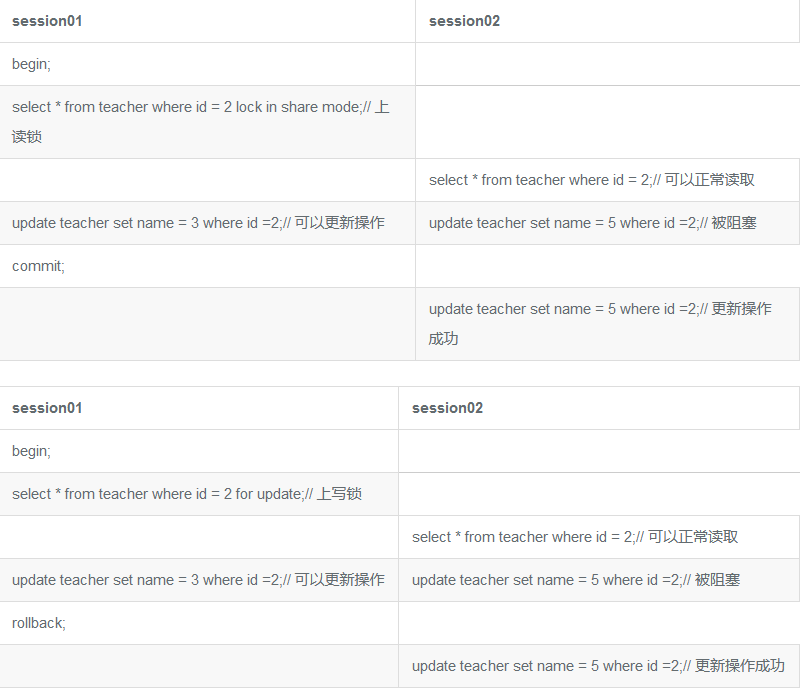 session01
session02
begin;
select * from teacher where id = 2 lock in share mode;// 上
读锁
select * from teacher where id = 2;// 可以正常读取
update teacher set name = 3 where id =2;// 可以更新操作
update teacher set name = 5 where id =2;// 被阻塞
commit;
update teacher set name = 5 where id =2;// 更新操作
成功
session01
session02
begin;
select * from teacher where id = 2 for update;// 上写锁
select * from teacher where id = 2;// 可以正常读取
update teacher set name = 3 where id =2;// 可以更新操作
update teacher set name = 5 where id =2;// 被阻塞
rollback;
update teacher set name = 5 where id =2;// 更新操作成功